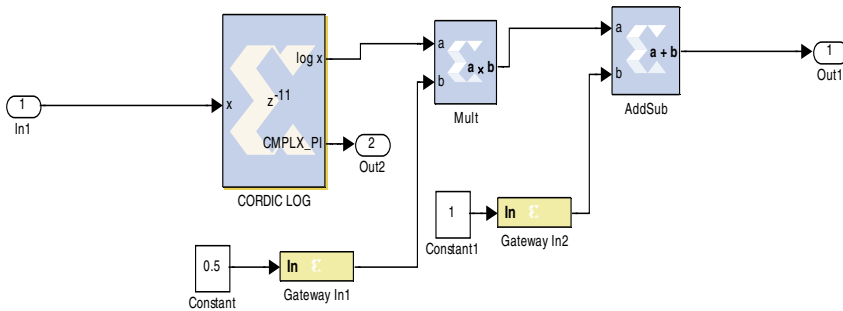 1
In1
x
z-11
log x
CMPLX_PI
CORDIC LOG
2
Out2
a
b
a x b
Mult
a
b
a + b
AddSub
1
Out1
1
Constant1
In
Gateway In2
0.5
Constant
In
Gateway In1